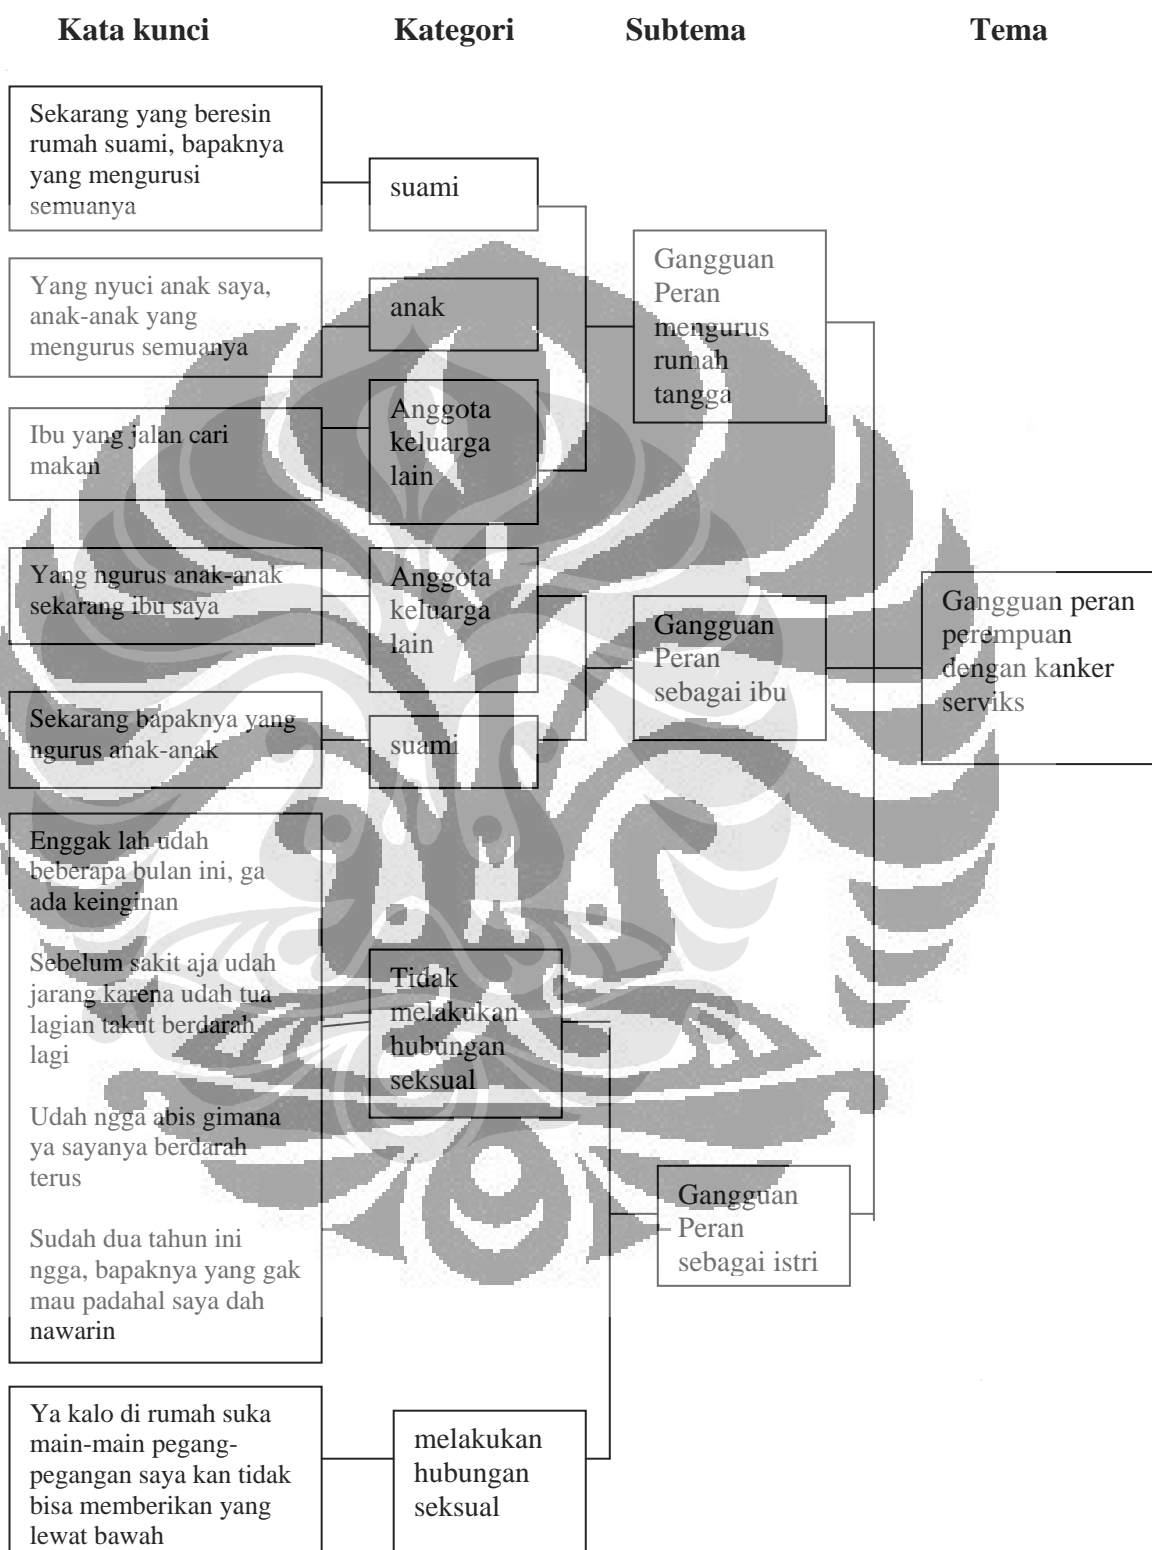 Kata kunci Kategori Subtema Tema
Sekarang yang beresin
rumah suami, bapaknya
yang mengurusi
semuanya
suami
Yang nyuci anak saya,
anak-anak yang
mengurus semuanya
anak
Ibu yang jalan cari
makan
Anggota
keluarga
lain
Gangguan
Peran
mengurus
rumah
tangga
Yang ngurus anak-anak
sekarang ibu saya
Anggota
keluarga
lain
Sekarang bapaknya yang
ngurus anak-anak
suami
Gangguan
Peran
sebagai ibu
Gangguan peran
perempuan
dengan kanker
serviks
Enggak lah udah
beberapa bulan ini, ga
ada keinginan
Sebelum sakit aja udah
jarang karena udah tua
lagian takut berdarah
lagi
Udah ngga abis gimana
ya sayanya berdarah
terus
Sudah dua tahun ini
ngga, bapaknya yang gak
mau padahal saya dah
nawarin
Tidak
melakukan
hubungan
seksual
Gangguan
Peran
sebagai istri
Ya kalo di rumah suka
main-main pegang-
pegangan saya kan tidak
bisa memberikan yang
lewat bawah
melakukan
hubungan
seksual